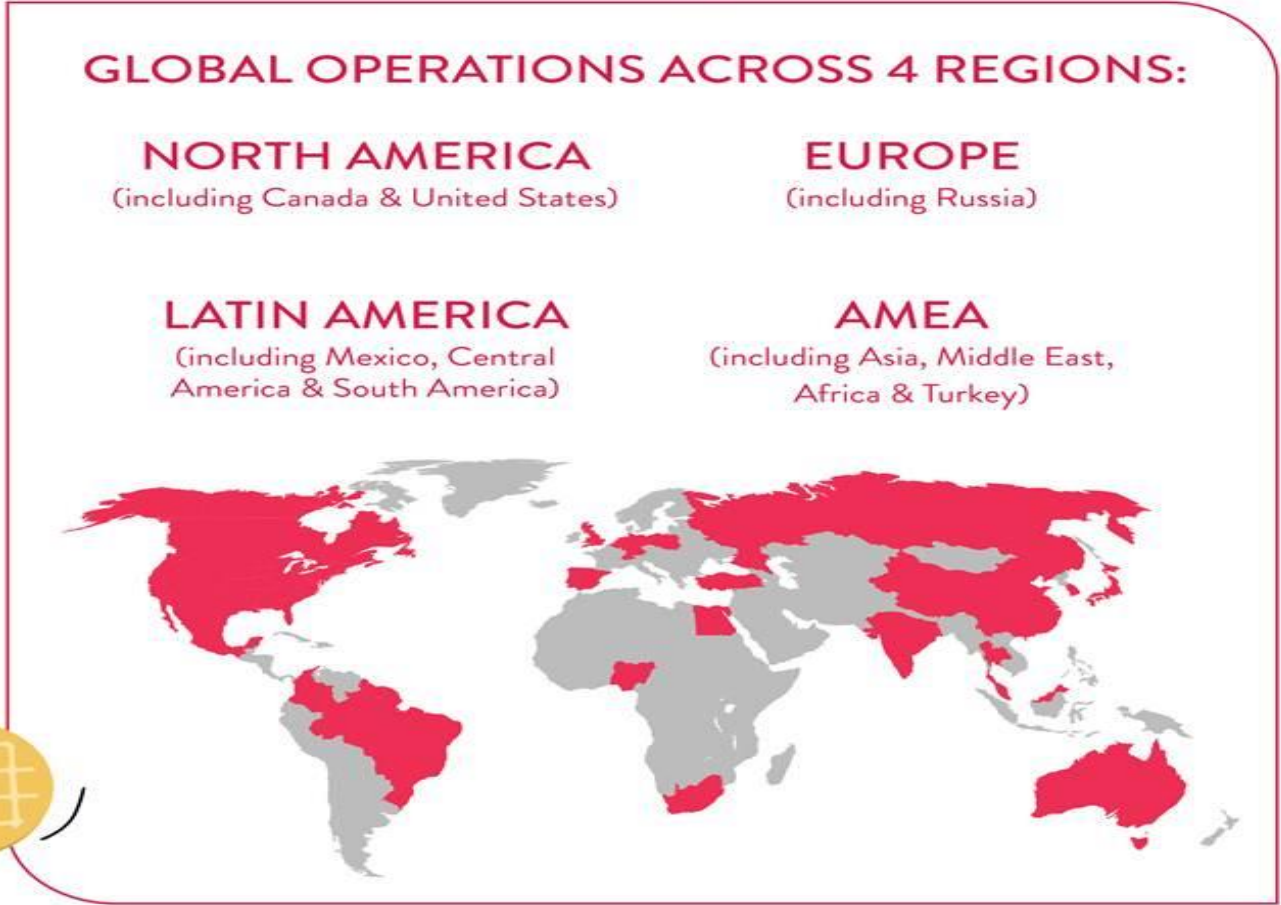 GLOBAL OPERATIONS ACROSS 4 REGIONS:
NORTH AMERICA
(including Canada & United States)
EUROPE
(including Russia)
LATIN AMERICA
(including Mexico, Central
America & South America)
AMEA
(including Asia, Middle East,
Africa & Turkey)